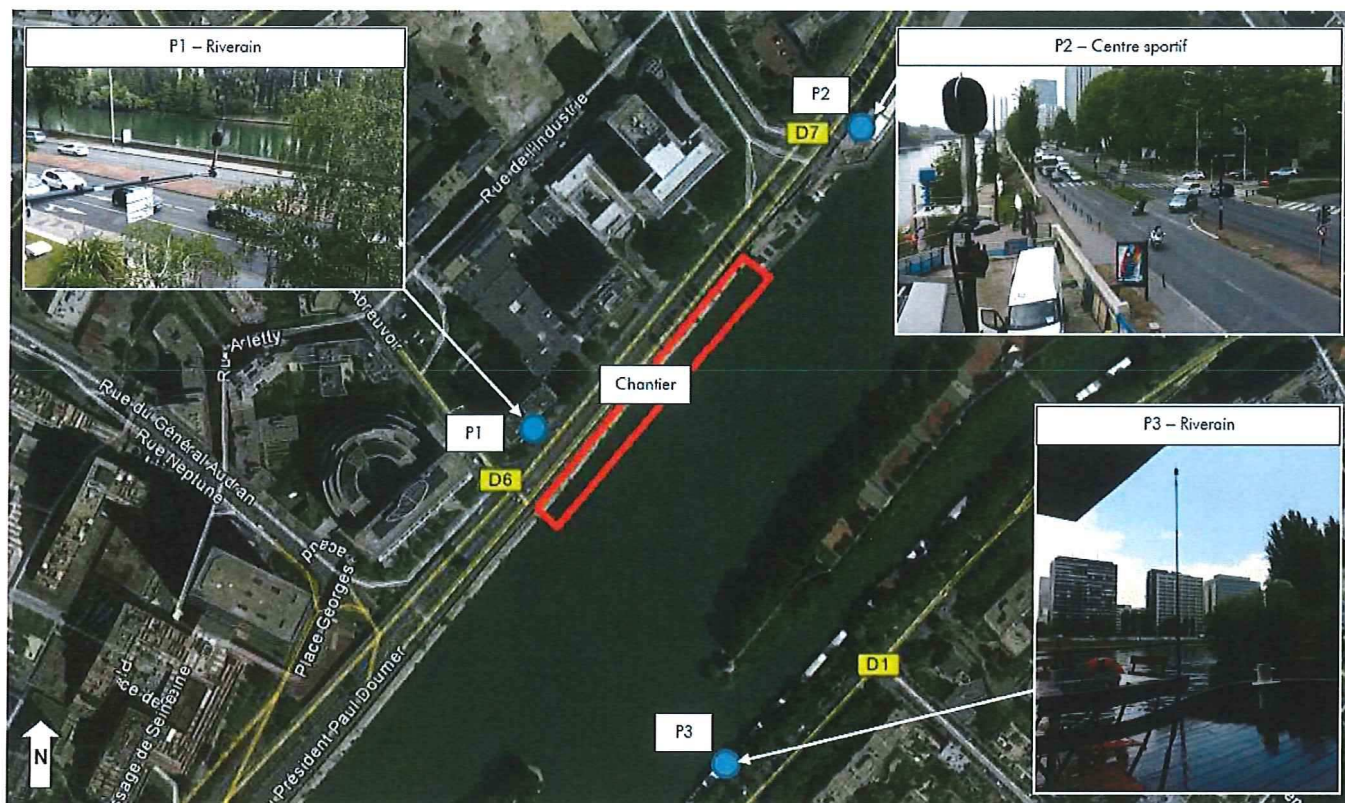 P1 – Riverain
P2 – Centre sportif
P2
D7
Rue de l'Industrie
Abreuvoir
Rue Arletty
Chantier
P1
Rue du Général-Audran
Rue Neptune
D6
P3 – Riverain
Place Georges
D1
Président Paul Doumer
P3
N